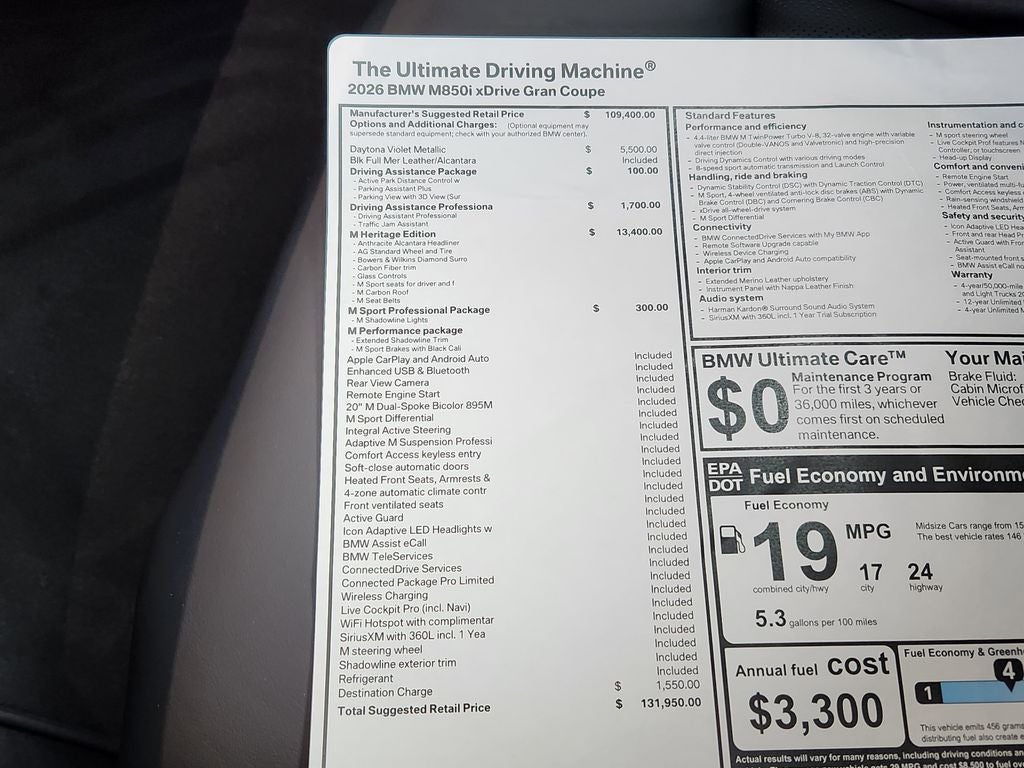 The Ultimate Driving Machine®
2026 BMW M850i xDrive Gran Coupe
Manufacturer's Suggested Retail Price $ 109,400.00
Options and Additional Charges: (Optional equipment may
supersede standard equipment; check with your authorized BMW center).
Daytona Violet Metallic $ 5,500.00
Blk Full Mer Leather/Alcantara Included
Driving Assistance Package $ 100.00
- Active Park Distance Control w
- Parking Assistant Plus
- Parking View with 3D View (Sur
Driving Assistance Professiona $ 1,700.00
- Driving Assistant Professional
- Traffic Jam Assistant
M Heritage Edition $ 13,400.00
- Anthracite Alcantara Headliner
- AG Standard Wheel and Tire
- Bowers & Wilkins Diamond Surro
- Carbon Fiber trim
- Glass Controls
- M Sport seats for driver and f
- M Carbon Roof
- M Seat Belts
M Sport Professional Package $ 300.00
- M Shadowline Lights
M Performance package
- Extended Shadowline Trim
- M Sport Brakes with Black Cali
Apple CarPlay and Android Auto Included
Enhanced USB & Bluetooth Included
Rear View Camera Included
Remote Engine Start Included
20" M Dual-Spoke Bicolor 895M Included
M Sport Differential Included
Integral Active Steering Included
Adaptive M Suspension Professi Included
Comfort Access keyless entry Included
Soft-close automatic doors Included
Heated Front Seats, Armrests & Included
4-zone automatic climate contr Included
Front ventilated seats Included
Active Guard Included
Icon Adaptive LED Headlights w Included
BMW Assist eCall Included
BMW TeleServices Included
ConnectedDrive Services Included
Connected Package Pro Limited Included
Wireless Charging Included
Live Cockpit Pro (incl. Navi) Included
WiFi Hotspot with complimentar Included
SiriusXM with 360L incl. 1 Yea Included
M steering wheel Included
Shadowline exterior trim Included
Refrigerant Included
Destination Charge $ 1,550.00
Total Suggested Retail Price $ 131,950.00
Standard Features
Performance and efficiency
- 4.4-liter BMW M TwinPower Turbo V-8, 32-valve engine with variable
valve control (Double-VANOS and Valvetronic) and high-precision
direct injection
- Driving Dynamics Control with various driving modes
- 8-speed sport automatic transmission and Launch Control
Handling, ride and braking
- Dynamic Stability Control (DSC) with Dynamic Traction Control (DTC)
- M Sport, 4-wheel ventilated anti-lock disc brakes (ABS) with Dynamic
Brake Control (DBC) and Cornering Brake Control (CBC)
- xDrive all-wheel-drive system
- M Sport Differential
Connectivity
- BMW ConnectedDrive Services with My BMW App
- Remote Software Upgrade capable
- Wireless Device Charging
- Apple CarPlay and Android Auto compatibility
Interior trim
- Extended Merino Leather upholstery
- Instrument Panel with Nappa Leather Finish
Audio system
- Harman Kardon® Surround Sound Audio System
- SiriusXM with 360L incl. 1 Year Trial Subscription
Instrumentation and c
- M sport steering wheel
- Live Cockpit Prof features N
Controller, or touchscreen
- Head-up Display
Comfort and conveni
- Remote Engine Start
- Power, ventilated multi-fu
- Comfort Access keyless
- Rain-sensing windshield
- Heated Front Seats, Arm
Safety and security
- Icon Adaptive LED Hea
- Front and rear Head Pr
- Active Guard with Fron
Assistant
- Seat-mounted front s
- BMW Assist eCall no
Warranty
- 4-year/50,000-mile
and Light Trucks 20
- 12-year Unlimited
- 4-year Unlimited M
BMW Ultimate Care™
$0
Maintenance Program
For the first 3 years or
36,000 miles, whichever
comes first on scheduled
maintenance.
Your Mai
Brake Fluid:
Cabin Microf
Vehicle Chec
EPA
DOT
Fuel Economy and Environm
Fuel Economy
19 MPG
combined city/hwy
17
city
24
highway
5.3 gallons per 100 miles
Midsize Cars range from 15
The best vehicle rates 146
Annual fuel cost
$3,300
Fuel Economy & Greenh
1
4
This vehicle emits 456 grams
distributing fuel also create e
Actual results will vary for many reasons, including driving conditions an
29 MPG and cost $8,500 to fuel ove